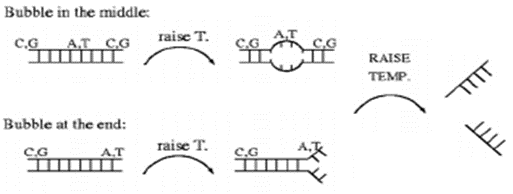 Bubble in the middle:
C,G A,T C,G
raise T.
C,G A,T C,G
RAISE
TEMP.
Bubble at the end:
C,G A,T
raise T.
C,G A,T